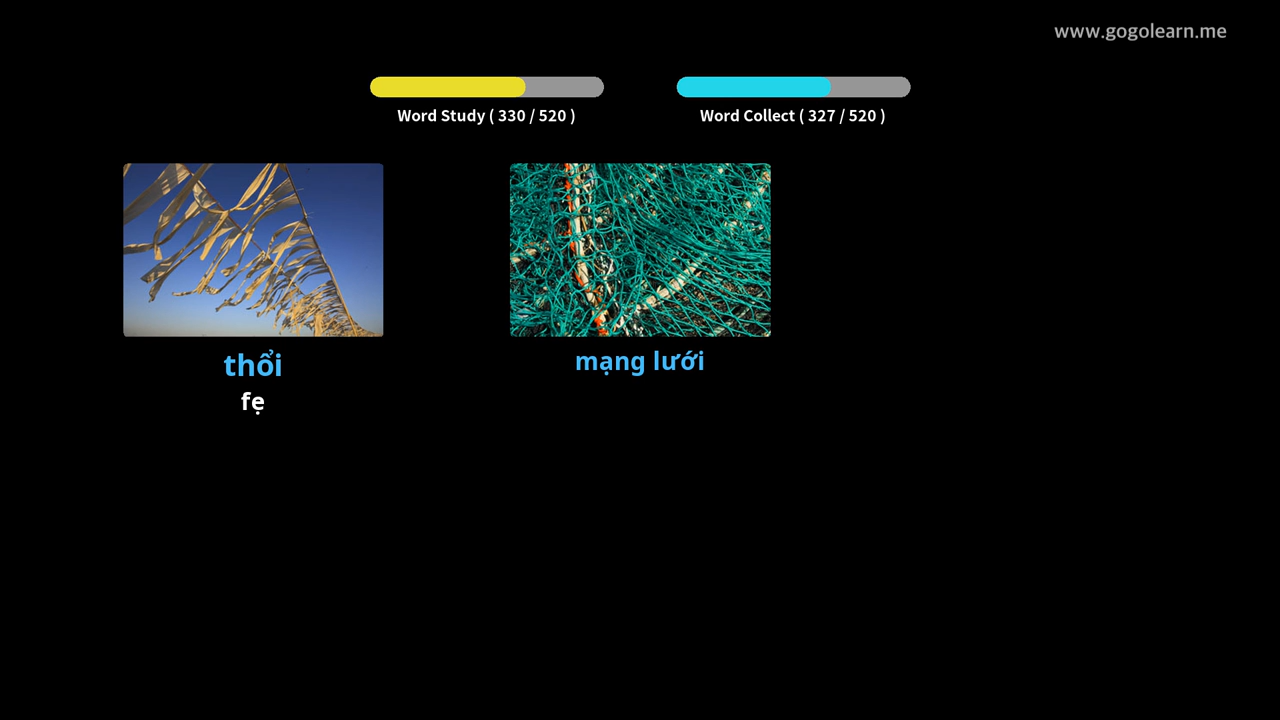 www.gogolearn.me
Word Study ( 330 / 520 )
Word Collect ( 327 / 520 )
thổi
fẹ
mạng lưới